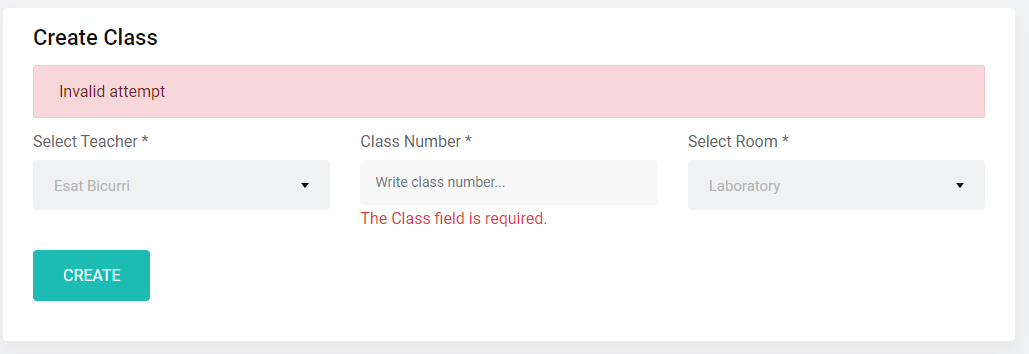 Create Class
Invalid attempt
Select Teacher * Class Number * Select Room *
Esat Bicurri Write class number... Laboratory
The Class field is required.
CREATE